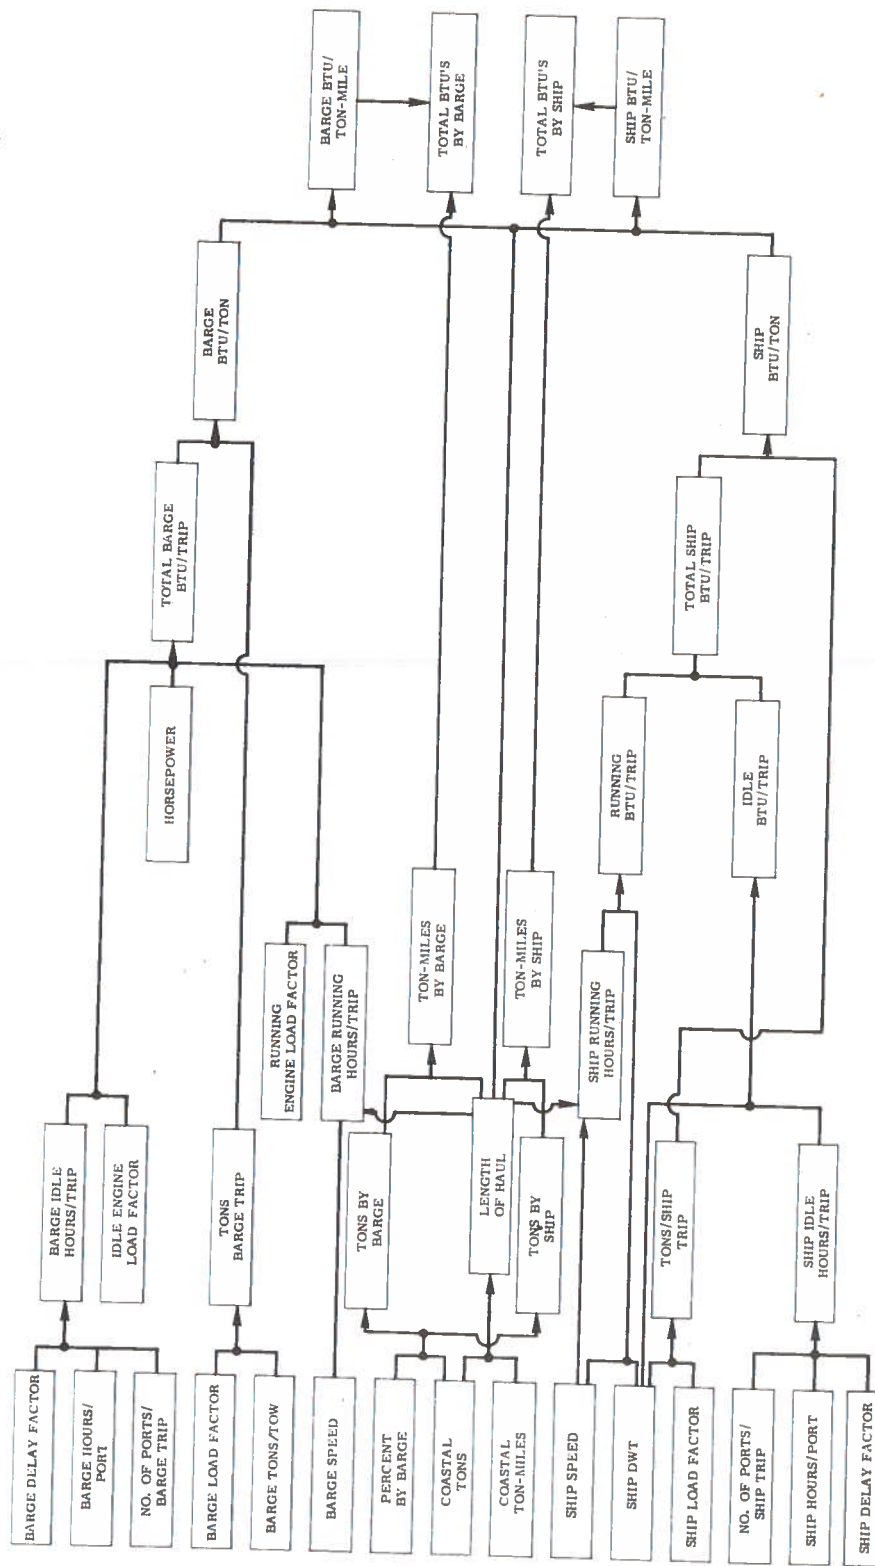 BARGE DELAY FACTOR
BARGE HOURS/
PORT
NO. OF PORTS/
BARGE TRIP
BARGE LOAD FACTOR
BARGE TONS/TOW
BARGE SPEED
PERCENT
BY BARGE
COASTAL
TONS
COASTAL
TON-MILES
SHIP SPEED
SHIP DWT
SHIP LOAD FACTOR
NO. OF PORTS/
SHIP TRIP
SHIP HOURS/PORT
SHIP DELAY FACTOR
BARGE IDLE
HOURS/TRIP
IDLE ENGINE
LOAD FACTOR
TONS
BARGE TRIP
TONS BY
BARGE
LENGTH
OF HAUL
TONS BY
SHIP
TONS/SHIP
TRIP
SHIP IDLE
HOURS/TRIP
RUNNING
ENGINE LOAD FACTOR
BARGE RUNNING
HOURS/TRIP
TON-MILES
BY BARGE
TON-MILES
BY SHIP
SHIP RUNNING
HOURS/TRIP
HORSEPOWER
RUNNING
BTU/TRIP
IDLE
BTU/TRIP
TOTAL BARGE
BTU/TRIP
TOTAL SHIP
BTU/TRIP
BARGE
BTU/TON
SHIP
BTU/TON
BARGE BTU/
TON-MILE
TOTAL BTU'S
BY BARGE
TOTAL BTU'S
BY SHIP
SHIP BTU/
TON-MILE